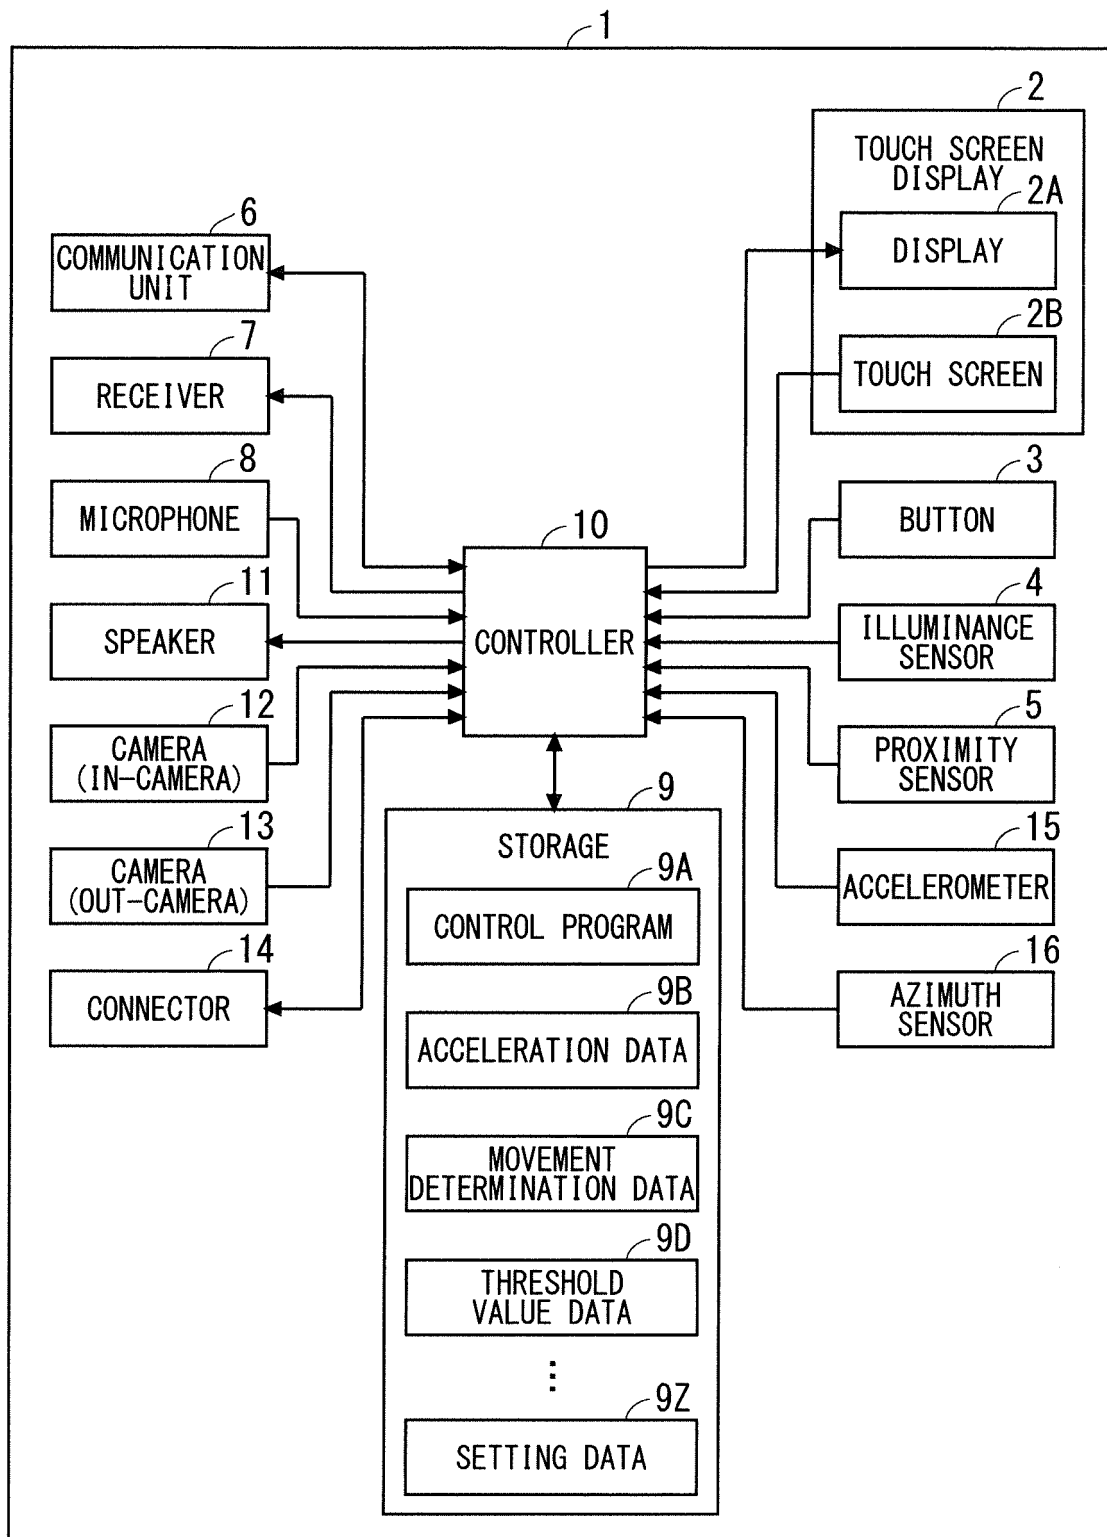 1
2
TOUCH SCREEN
DISPLAY
2A
DISPLAY
2B
TOUCH SCREEN
6
COMMUNICATION
UNIT
7
RECEIVER
8
MICROPHONE
11
SPEAKER
12
CAMERA
(IN-CAMERA)
13
CAMERA
(OUT-CAMERA)
14
CONNECTOR
10
CONTROLLER
3
BUTTON
4
ILLUMINANCE
SENSOR
5
PROXIMITY
SENSOR
15
ACCELEROMETER
16
AZIMUTH
SENSOR
9
STORAGE
9A
CONTROL PROGRAM
9B
ACCELERATION DATA
9C
MOVEMENT
DETERMINATION DATA
9D
THRESHOLD
VALUE DATA
⋮
9Z
SETTING DATA